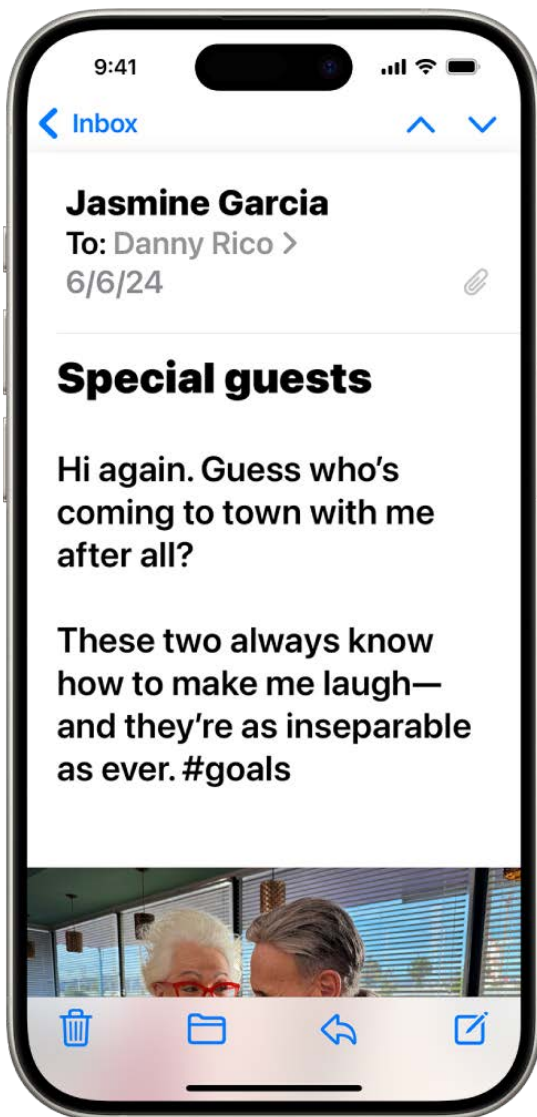 9:41
Inbox
Jasmine Garcia
To: Danny Rico >
6/6/24
Special guests
Hi again. Guess who’s
coming to town with me
after all?
These two always know
how to make me laugh—
and they’re as inseparable
as ever. #goals